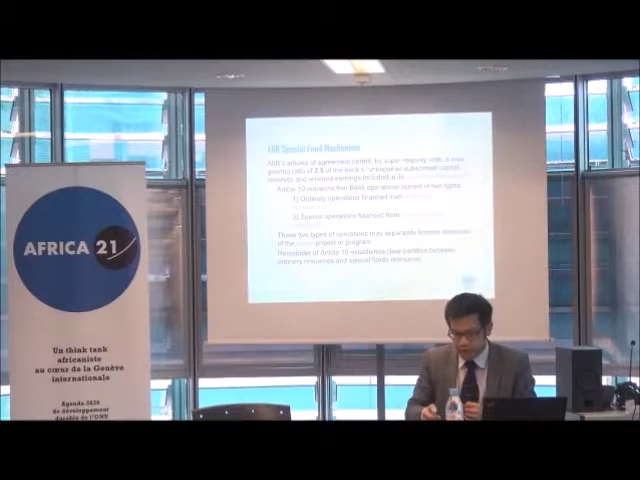 AIIB Special Fund Mechanism
AIIB's articles of agreement permit, by super majority vote, a max
gearing ratio of 2.5 of the bank's' unimpaired subscribed capital,
reserves and retained earnings included in
Article 10 mentions that Bank operations consist of two types
1) Ordinary operations financed from
2) Special operations financed from
These two types of operations may separately finance
of the project or program
Remainder of Article 10 establishes clear partition between
ordinary resources and special funds resources
AFRICA 21
Un think tank
africaniste
au cœur de la Genève
internationale
Agenda 2030
de développement
durable de l'ONU